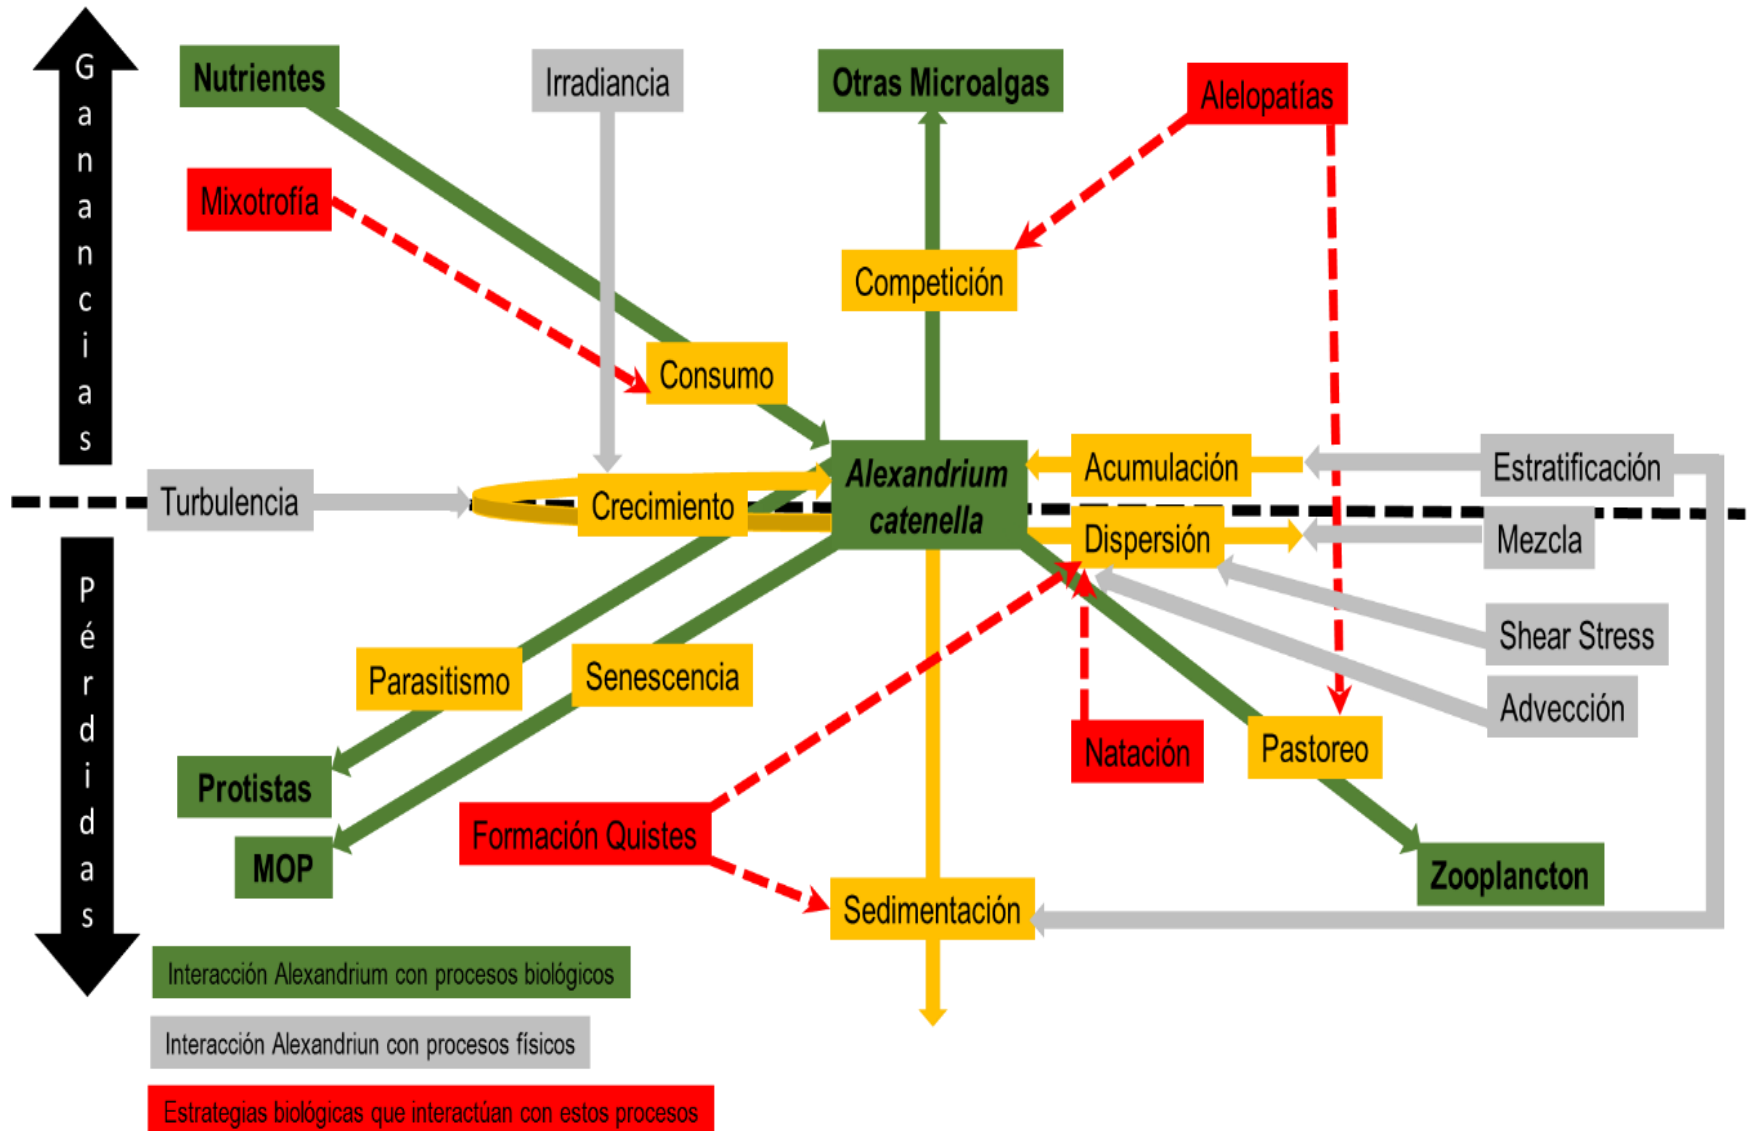 Ganancias
Nutrientes
Irradiancia
Otras Microalgas
Alelopatías
Mixotrofía
Competición
Consumo
Alexandrium
catenella
Acumulación
Estratificación
Turbulencia
Crecimiento
Dispersión
Mezcla
Pérdidas
Shear Stress
Parasitismo
Senescencia
Advección
Natación
Pastoreo
Protistas
Formación Quistes
MOP
Zooplancton
Sedimentación
Interacción Alexandrium con procesos biológicos
Interacción Alexandriun con procesos físicos
Estrategias biológicas que interactúan con estos procesos